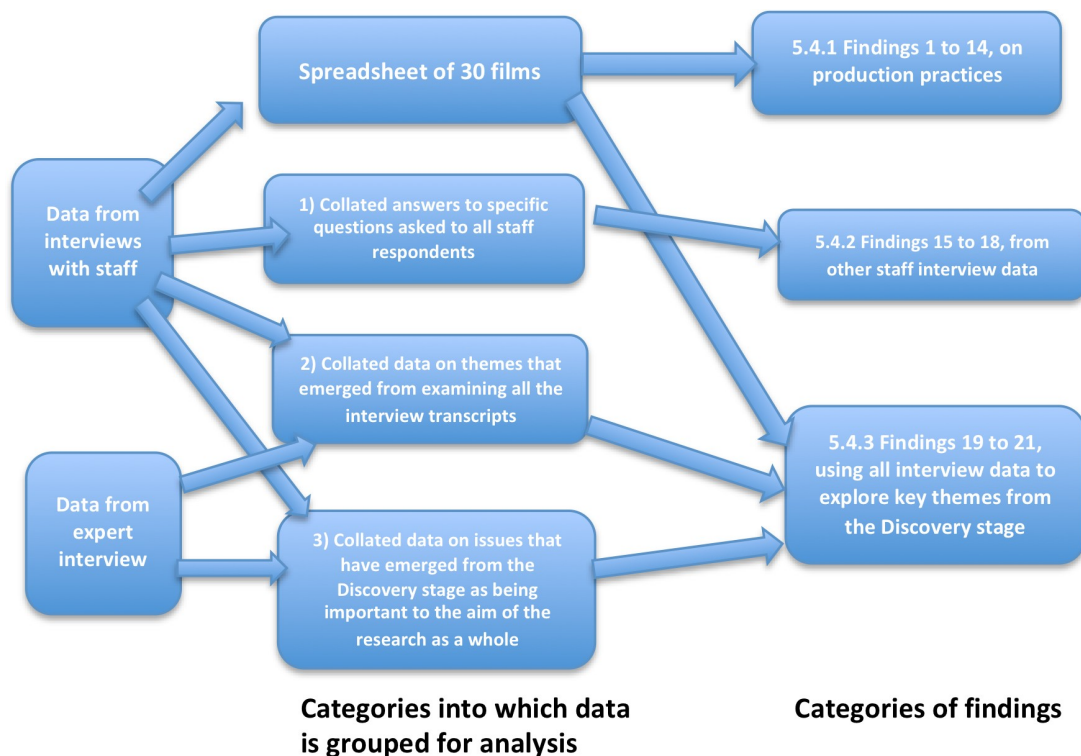 Spreadsheet of 30 films
5.4.1 Findings 1 to 14, on
production practices
Data from
interviews
with staff
1) Collated answers to specific
questions asked to all staff
respondents
5.4.2 Findings 15 to 18, from
other staff interview data
2) Collated data on themes that
emerged from examining all the
interview transcripts
5.4.3 Findings 19 to 21,
using all interview data to
explore key themes from
the Discovery stage
Data from
expert
interview
3) Collated data on issues that
have emerged from the
Discovery stage as being
important to the aim of the
research as a whole
Categories into which data
is grouped for analysis
Categories of findings